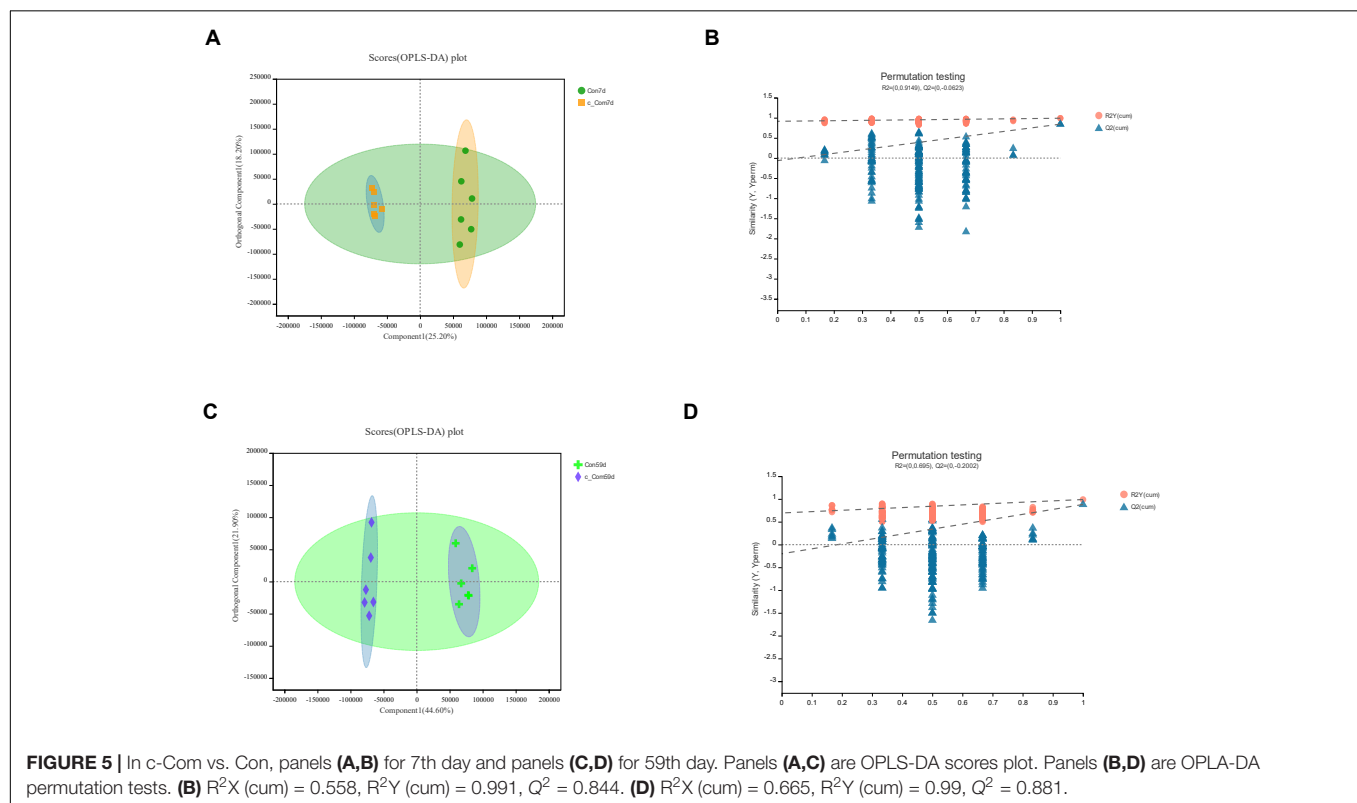 A
Scores(OPLS-DA) plot
250000
200000
150000
100000
50000
0
-50000
-100000
-150000
-200000
Orthogonal Component1(18.20%)
-200000 -150000 -100000 -50000 0 50000 100000 150000 200000
Component1(25.20%)
Con7d
c_Com7d
B
Permutation testing
R2=(0,0.9149), Q2=(0,-0.0623)
1.5
1
0.5
0
-0.5
-1
-1.5
-2
-2.5
-3
-3.5
Similarity (Y, Yperm)
0 0.1 0.2 0.3 0.4 0.5 0.6 0.7 0.8 0.9 1
R2Y(cum)
Q2(cum)
C
Scores(OPLS-DA) plot
200000
150000
100000
50000
0
-50000
-100000
-150000
Orthogonal Component1(21.90%)
-200000 -150000 -100000 -50000 0 50000 100000 150000 200000
Component1(44.60%)
Con59d
c_Com59d
D
Permutation testing
R2=(0,0.695), Q2=(0,-0.2002)
1.5
1
0.5
0
-0.5
-1
-1.5
-2
-2.5
-3
Similarity (Y, Yperm)
0 0.1 0.2 0.3 0.4 0.5 0.6 0.7 0.8 0.9 1
R2Y(cum)
Q2(cum)
FIGURE 5 | In c-Com vs. Con, panels (A,B) for 7th day and panels (C,D) for 59th day. Panels (A,C) are OPLS-DA scores plot. Panels (B,D) are OPLA-DA
permutation tests. (B) R²X (cum) = 0.558, R²Y (cum) = 0.991, Q² = 0.844. (D) R²X (cum) = 0.665, R²Y (cum) = 0.99, Q² = 0.881.